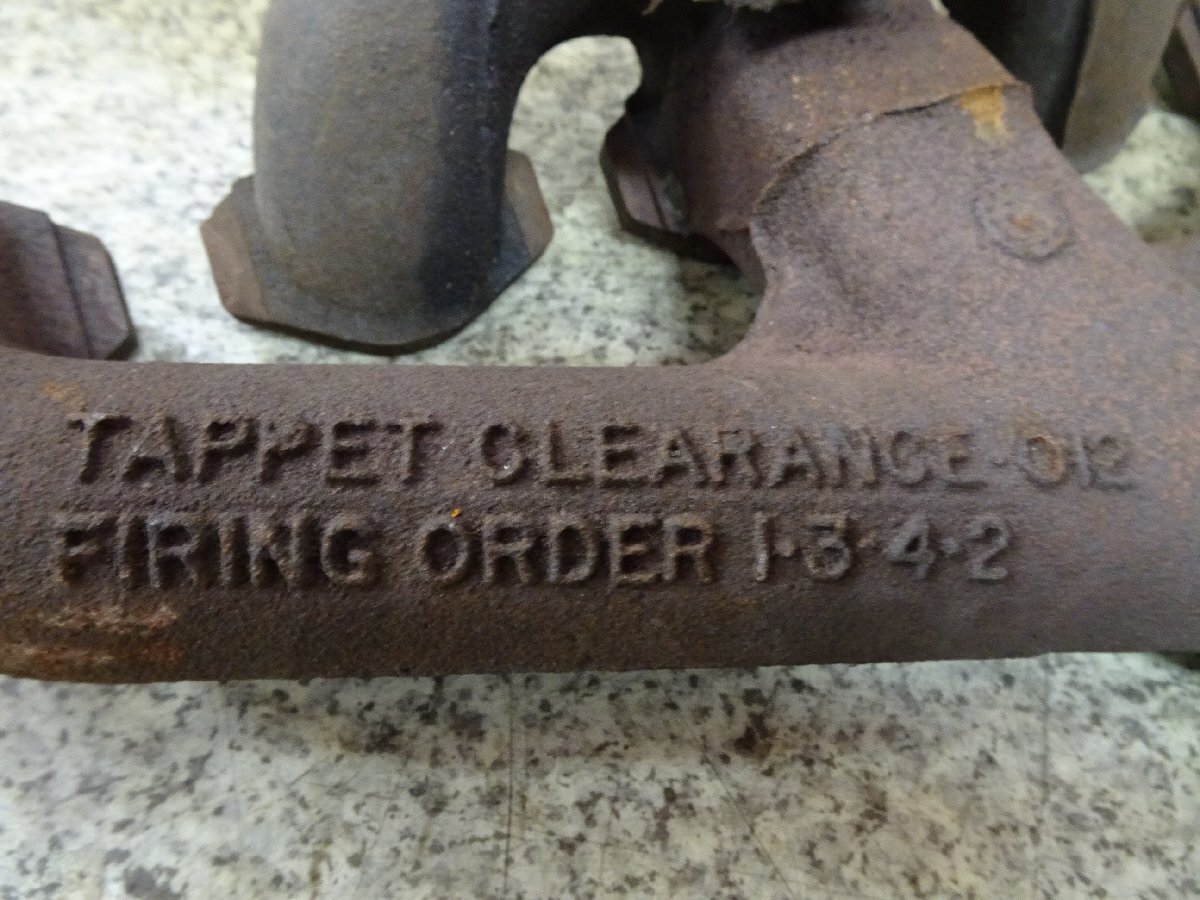 TAPPET CLEARANCE·012
FIRING ORDER 1·3·4·2